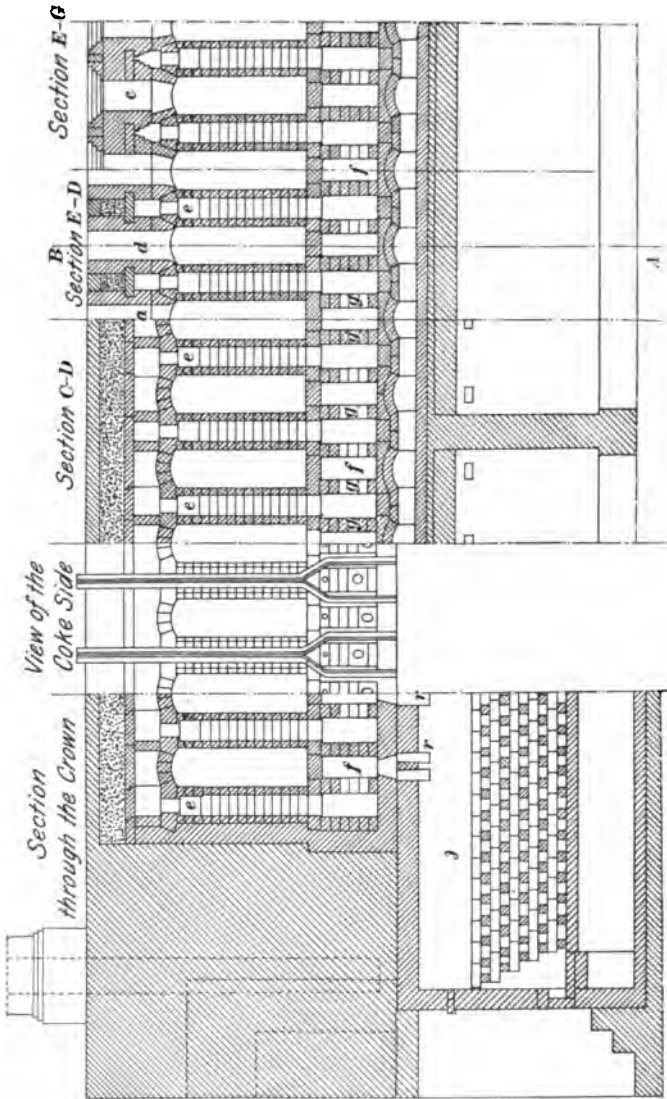 Section
through the Crown
View of the
Coke Side
Section C-D
B
Section E-D
Section E-G
a
d
c
e
e
e
e
f
f
f
g
g
g
g
g
r
r
J
A